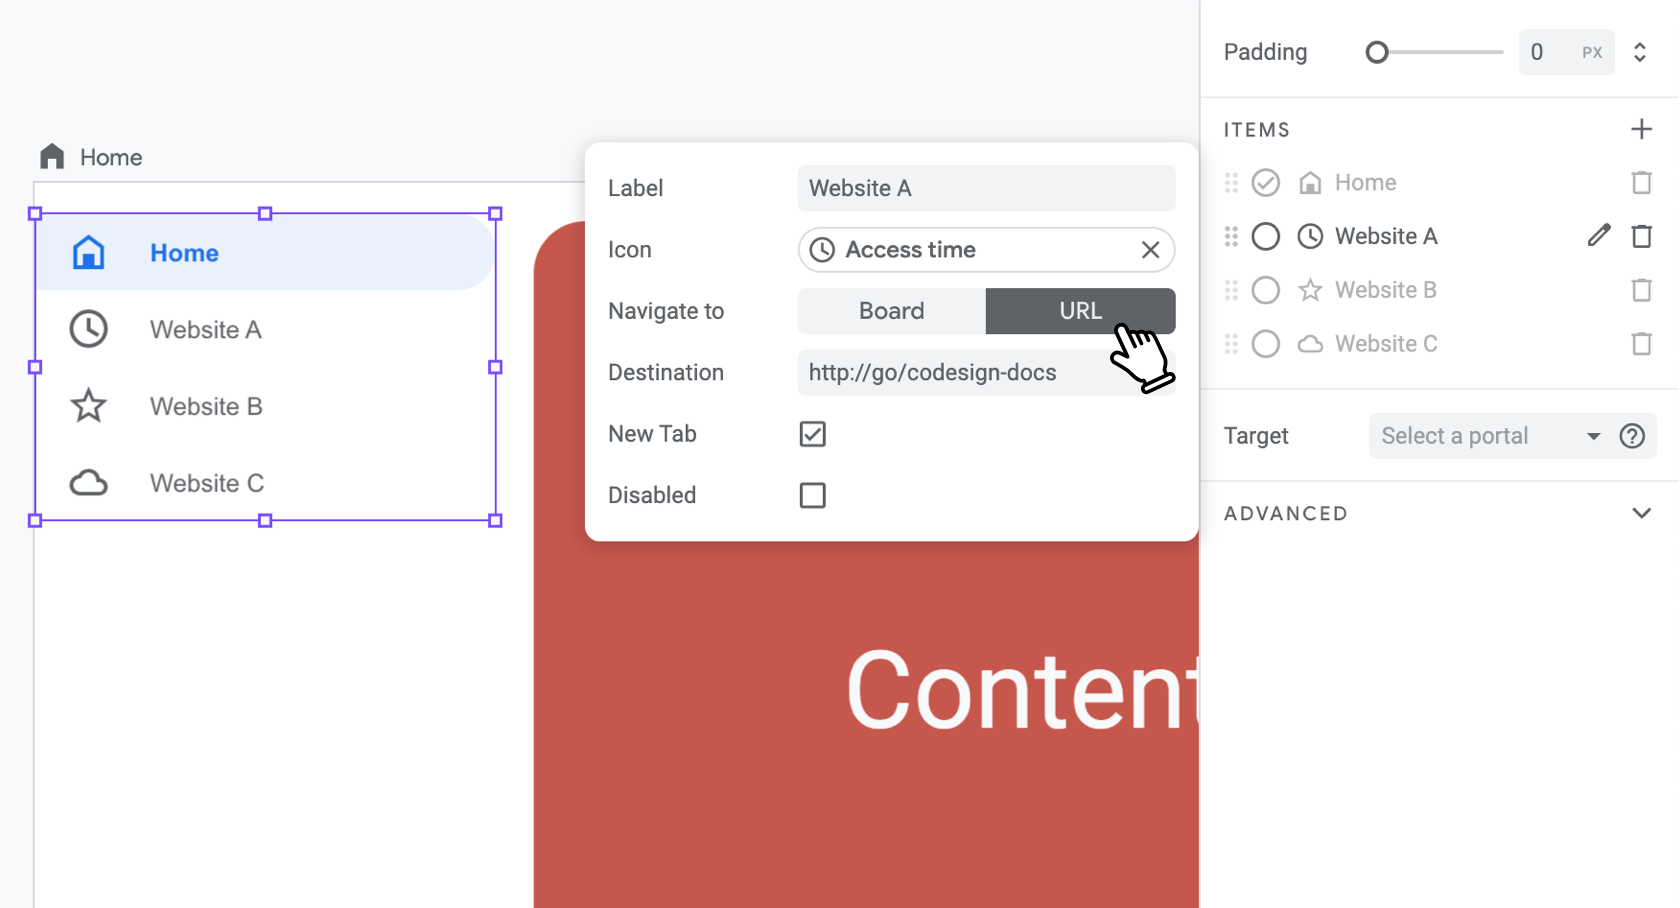 Home
Home
Website A
Website B
Website C
Label Website A
Icon Access time
Navigate to Board URL
Destination http://go/codesign-docs
New Tab
Disabled
Content
Padding 0 PX
ITEMS
Home
Website A
Website B
Website C
Target Select a portal
ADVANCED